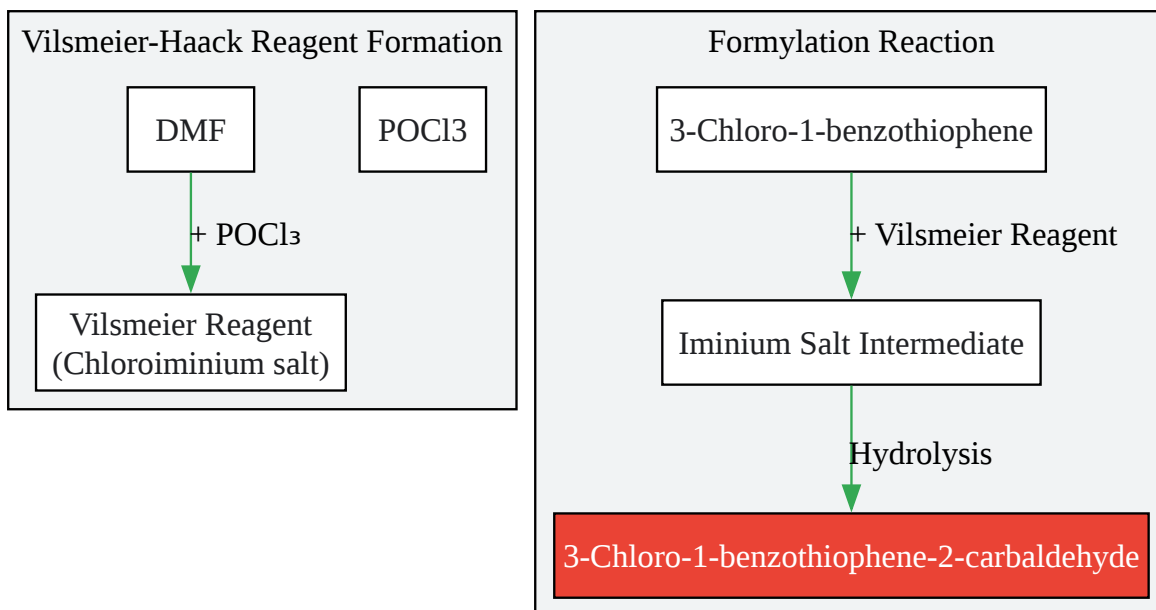 Vilsmeier-Haack Reagent Formation
DMF
POCl3
+ POCl₃
Vilsmeier Reagent
(Chloroiminium salt)
Formylation Reaction
3-Chloro-1-benzothiophene
+ Vilsmeier Reagent
Iminium Salt Intermediate
Hydrolysis
3-Chloro-1-benzothiophene-2-carbaldehyde